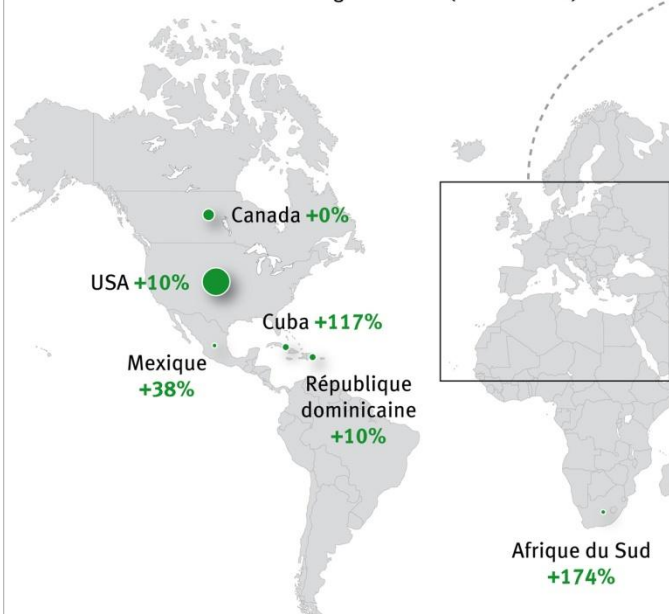 Canada +0%
USA +10%
Cuba +117%
Mexique
+38%
République
dominicaine
+10%
Afrique du Sud
+174%